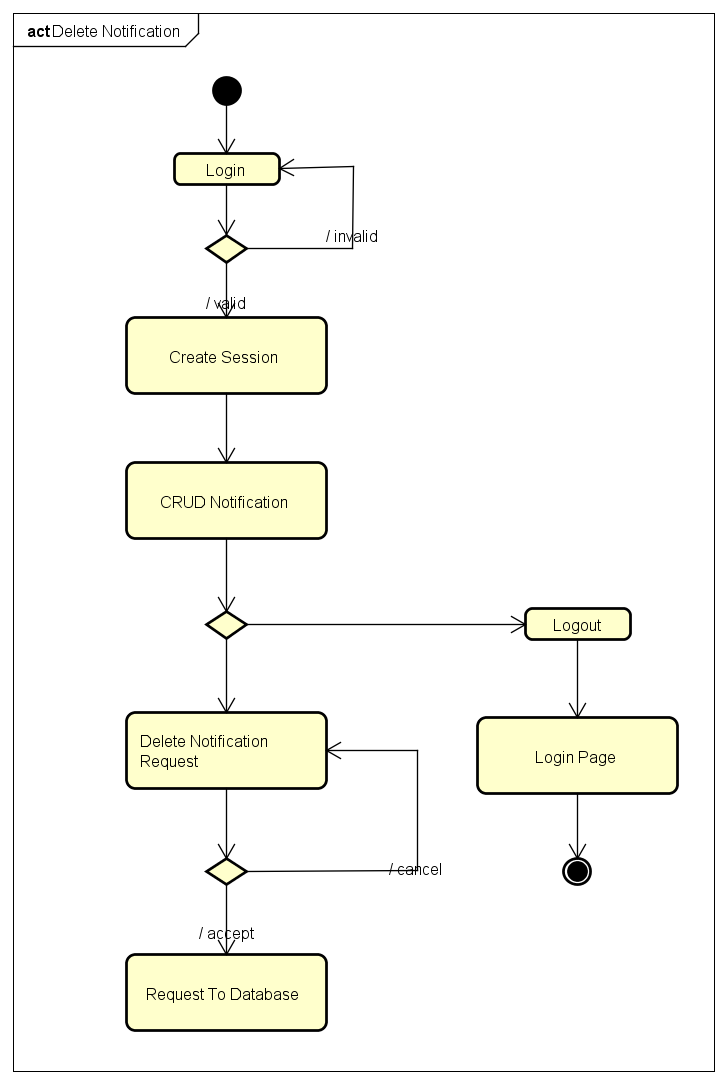 act Delete Notification
Login
/ invalid
/ valid
Create Session
CRUD Notification
Logout
Delete Notification
Request
Login Page
/ cancel
/ accept
Request To Database